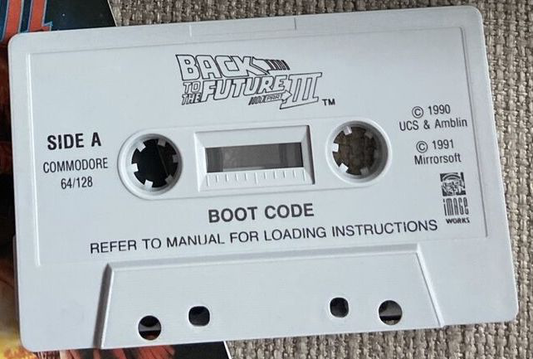 BACK
TO THE FUTURE
PART III
TM
SIDE A
COMMODORE
64/128
© 1990
UCS & Amblin
© 1991
Mirrorsoft
IMAGE
WORKS
BOOT CODE
REFER TO MANUAL FOR LOADING INSTRUCTIONS